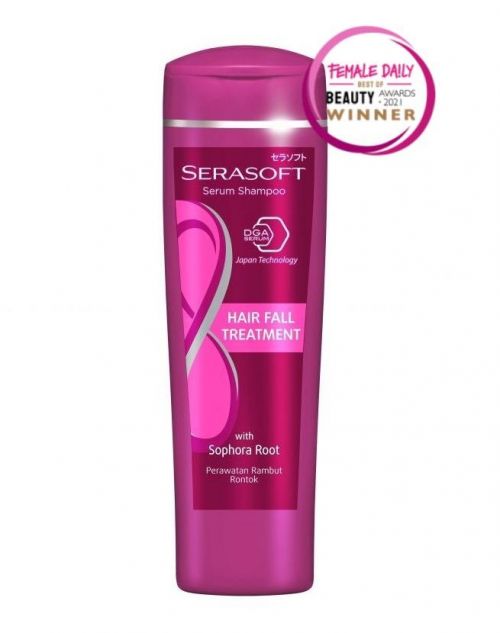 FEMALE DAILY
BEST OF
BEAUTY AWARDS
• 2021
WINNER
セラソフト
SERASOFT
Serum Shampoo
DGA
SERUM
Japan Technology
HAIR FALL
TREATMENT
with
Sophora Root
Perawatan Rambut
Rontok